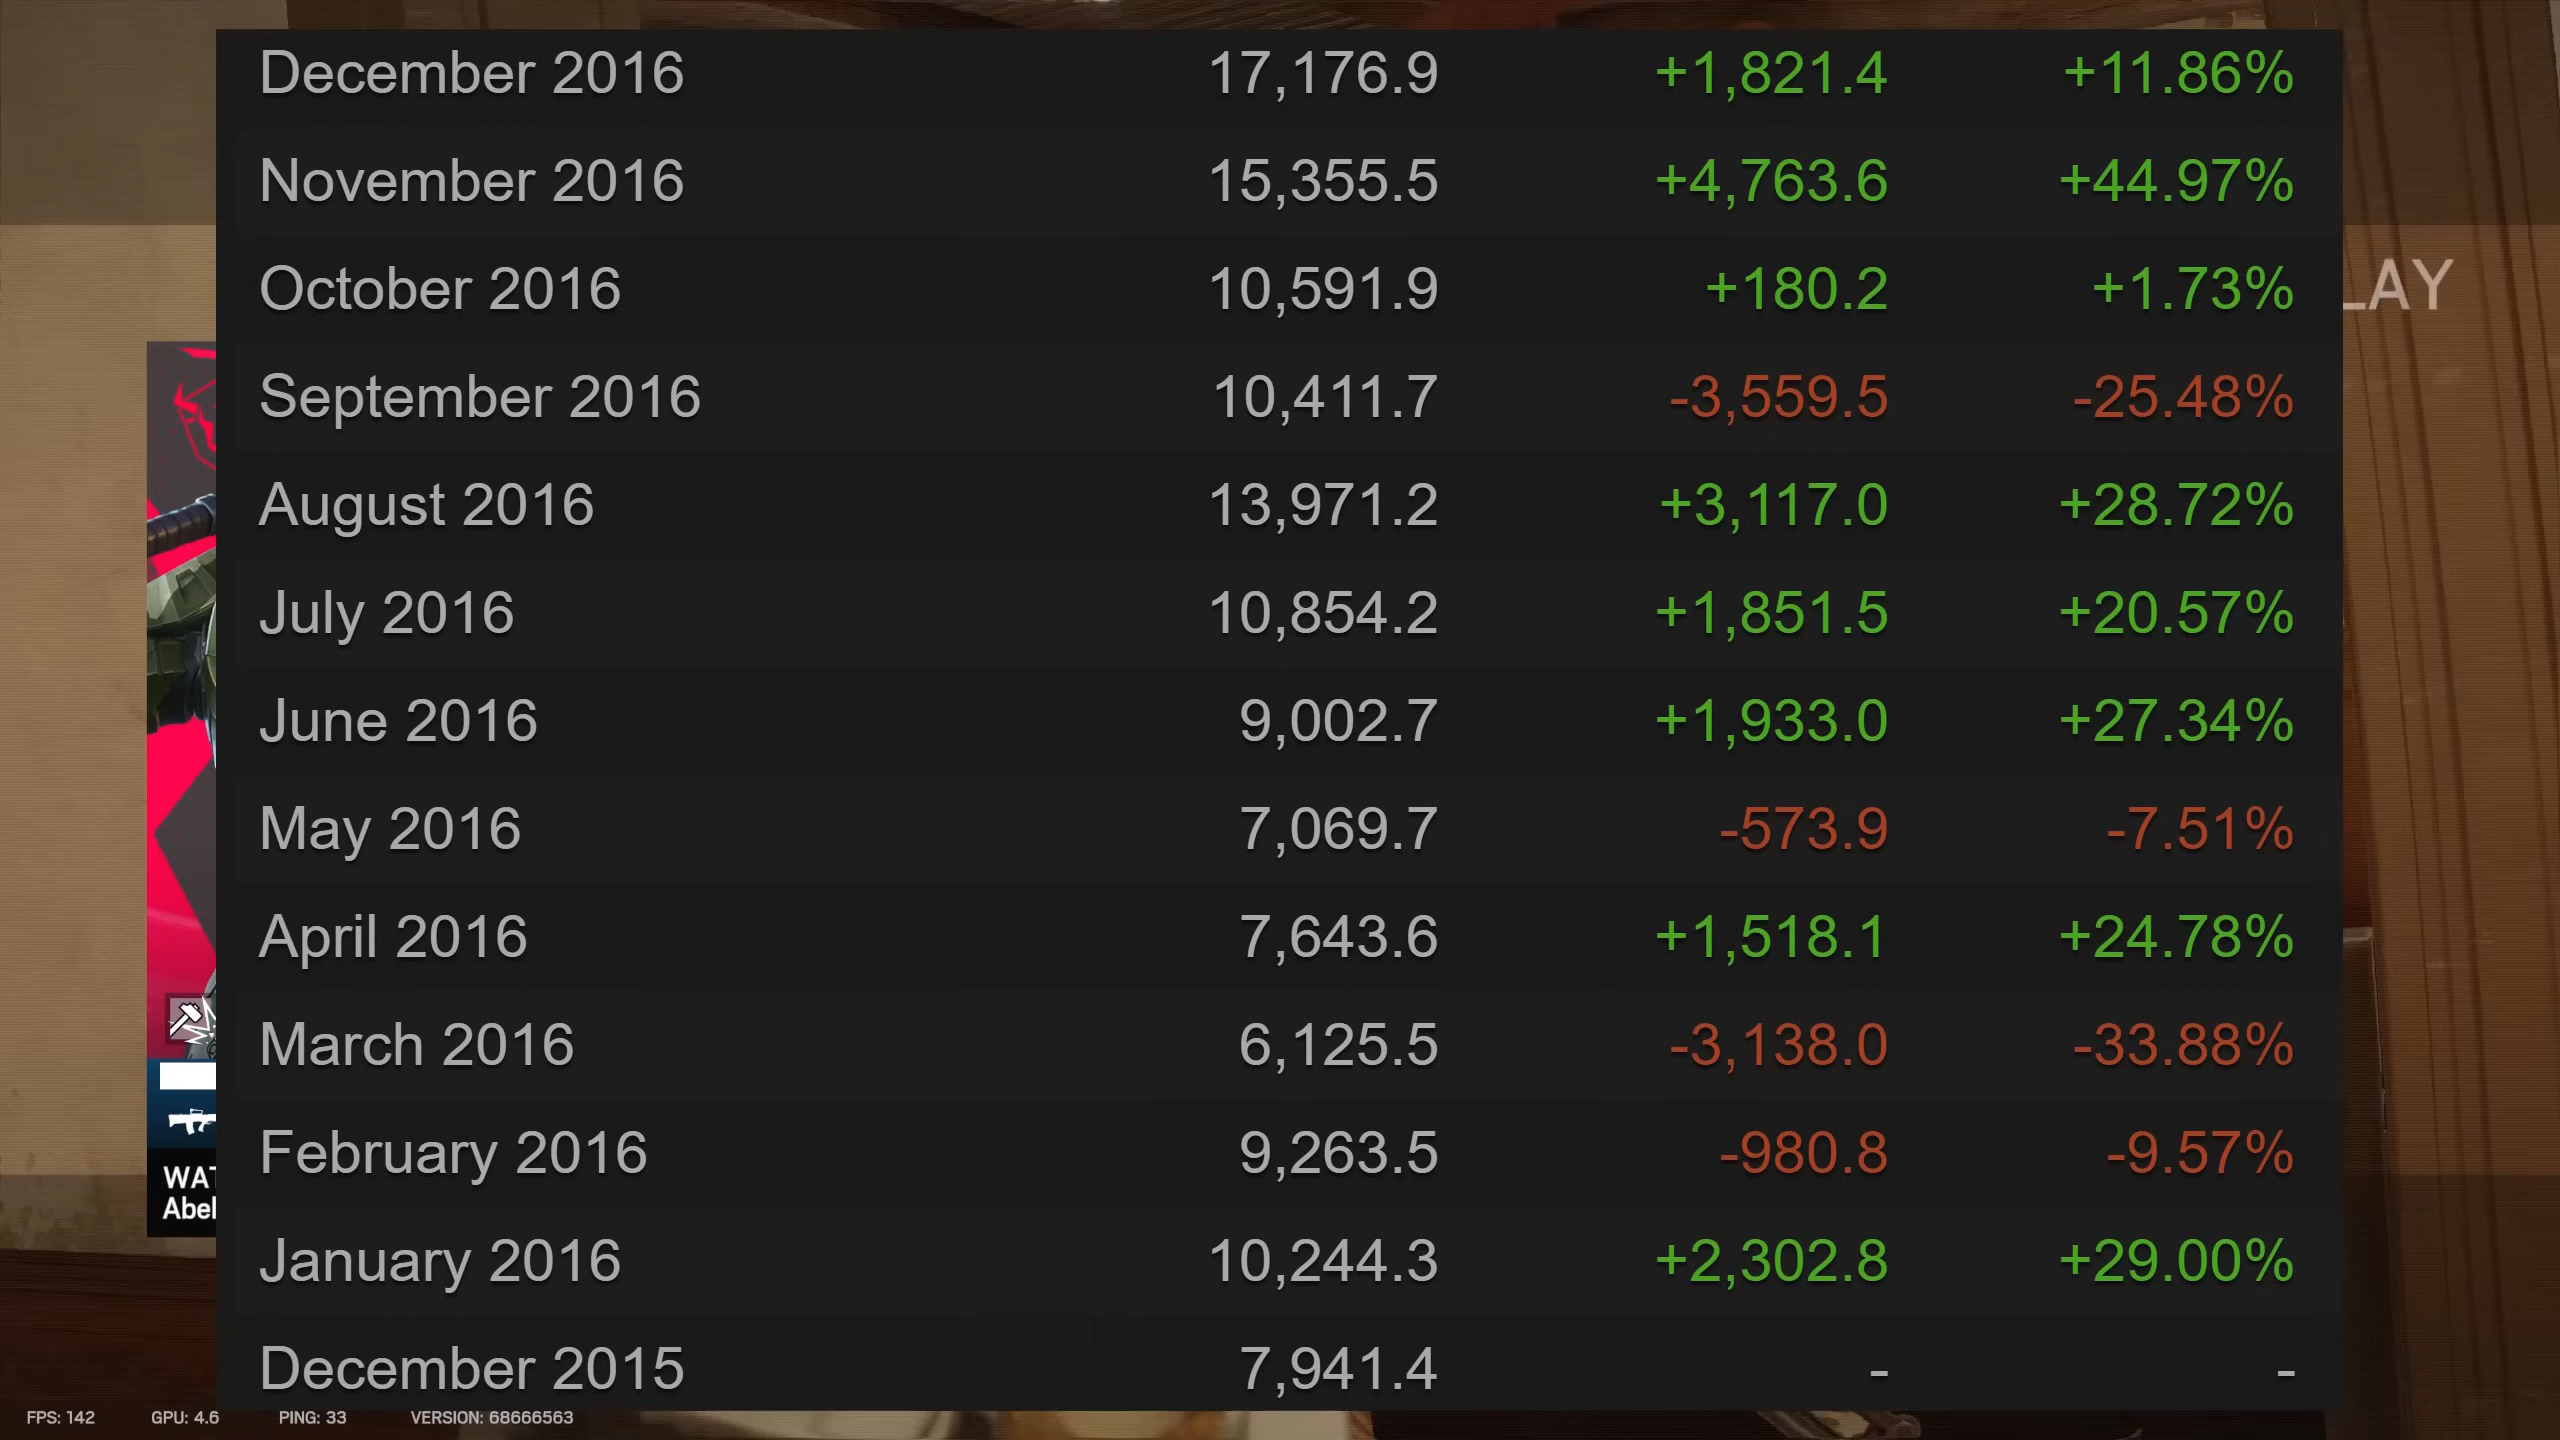 December 2016 17,176.9 +1,821.4 +11.86%
November 2016 15,355.5 +4,763.6 +44.97%
October 2016 10,591.9 +180.2 +1.73%
LAY
September 2016 10,411.7 -3,559.5 -25.48%
August 2016 13,971.2 +3,117.0 +28.72%
July 2016 10,854.2 +1,851.5 +20.57%
June 2016 9,002.7 +1,933.0 +27.34%
May 2016 7,069.7 -573.9 -7.51%
April 2016 7,643.6 +1,518.1 +24.78%
March 2016 6,125.5 -3,138.0 -33.88%
February 2016 9,263.5 -980.8 -9.57%
WAT
Abel
January 2016 10,244.3 +2,302.8 +29.00%
December 2015 7,941.4 - -
FPS: 142 GPU: 4.6 PING: 33 VERSION: 68666563